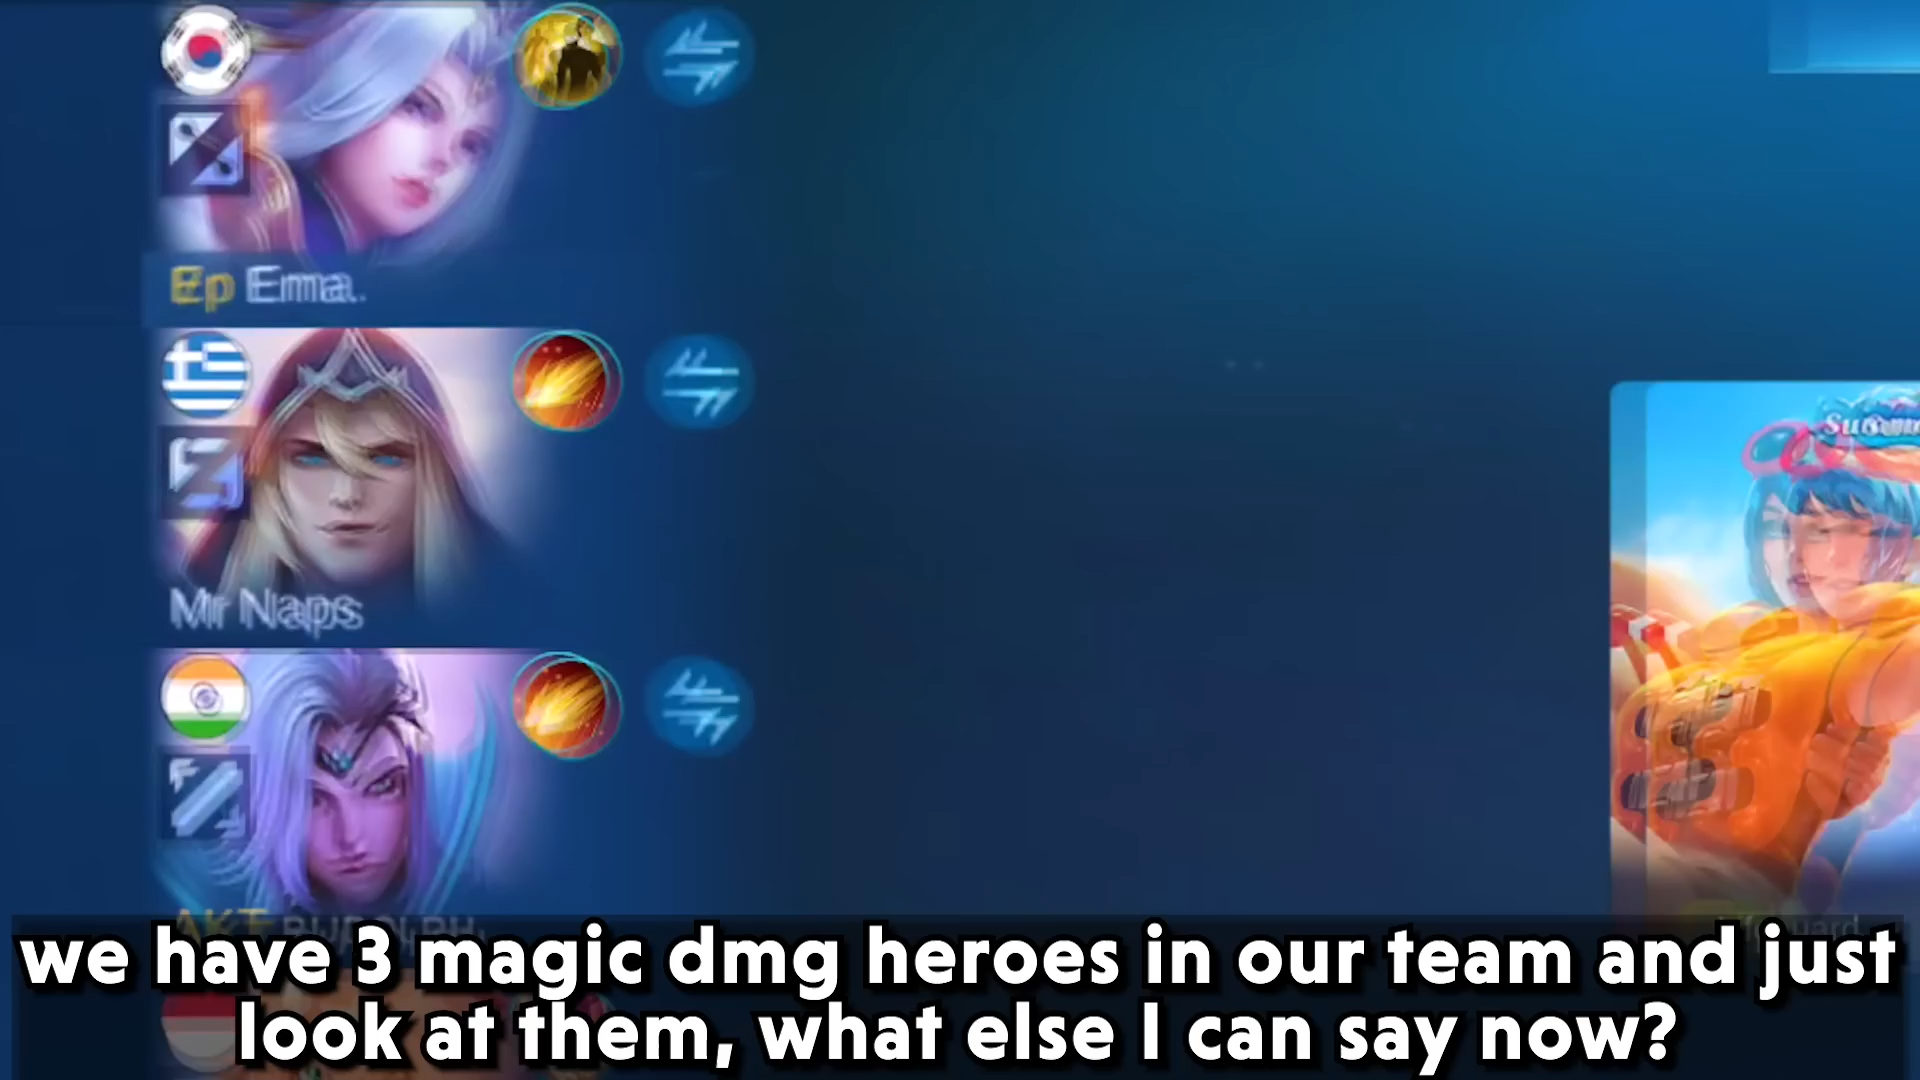 Ep Erma.
Mr Naps
we have 3 magic dmg heroes in our team and just
look at them, what else I can say now?